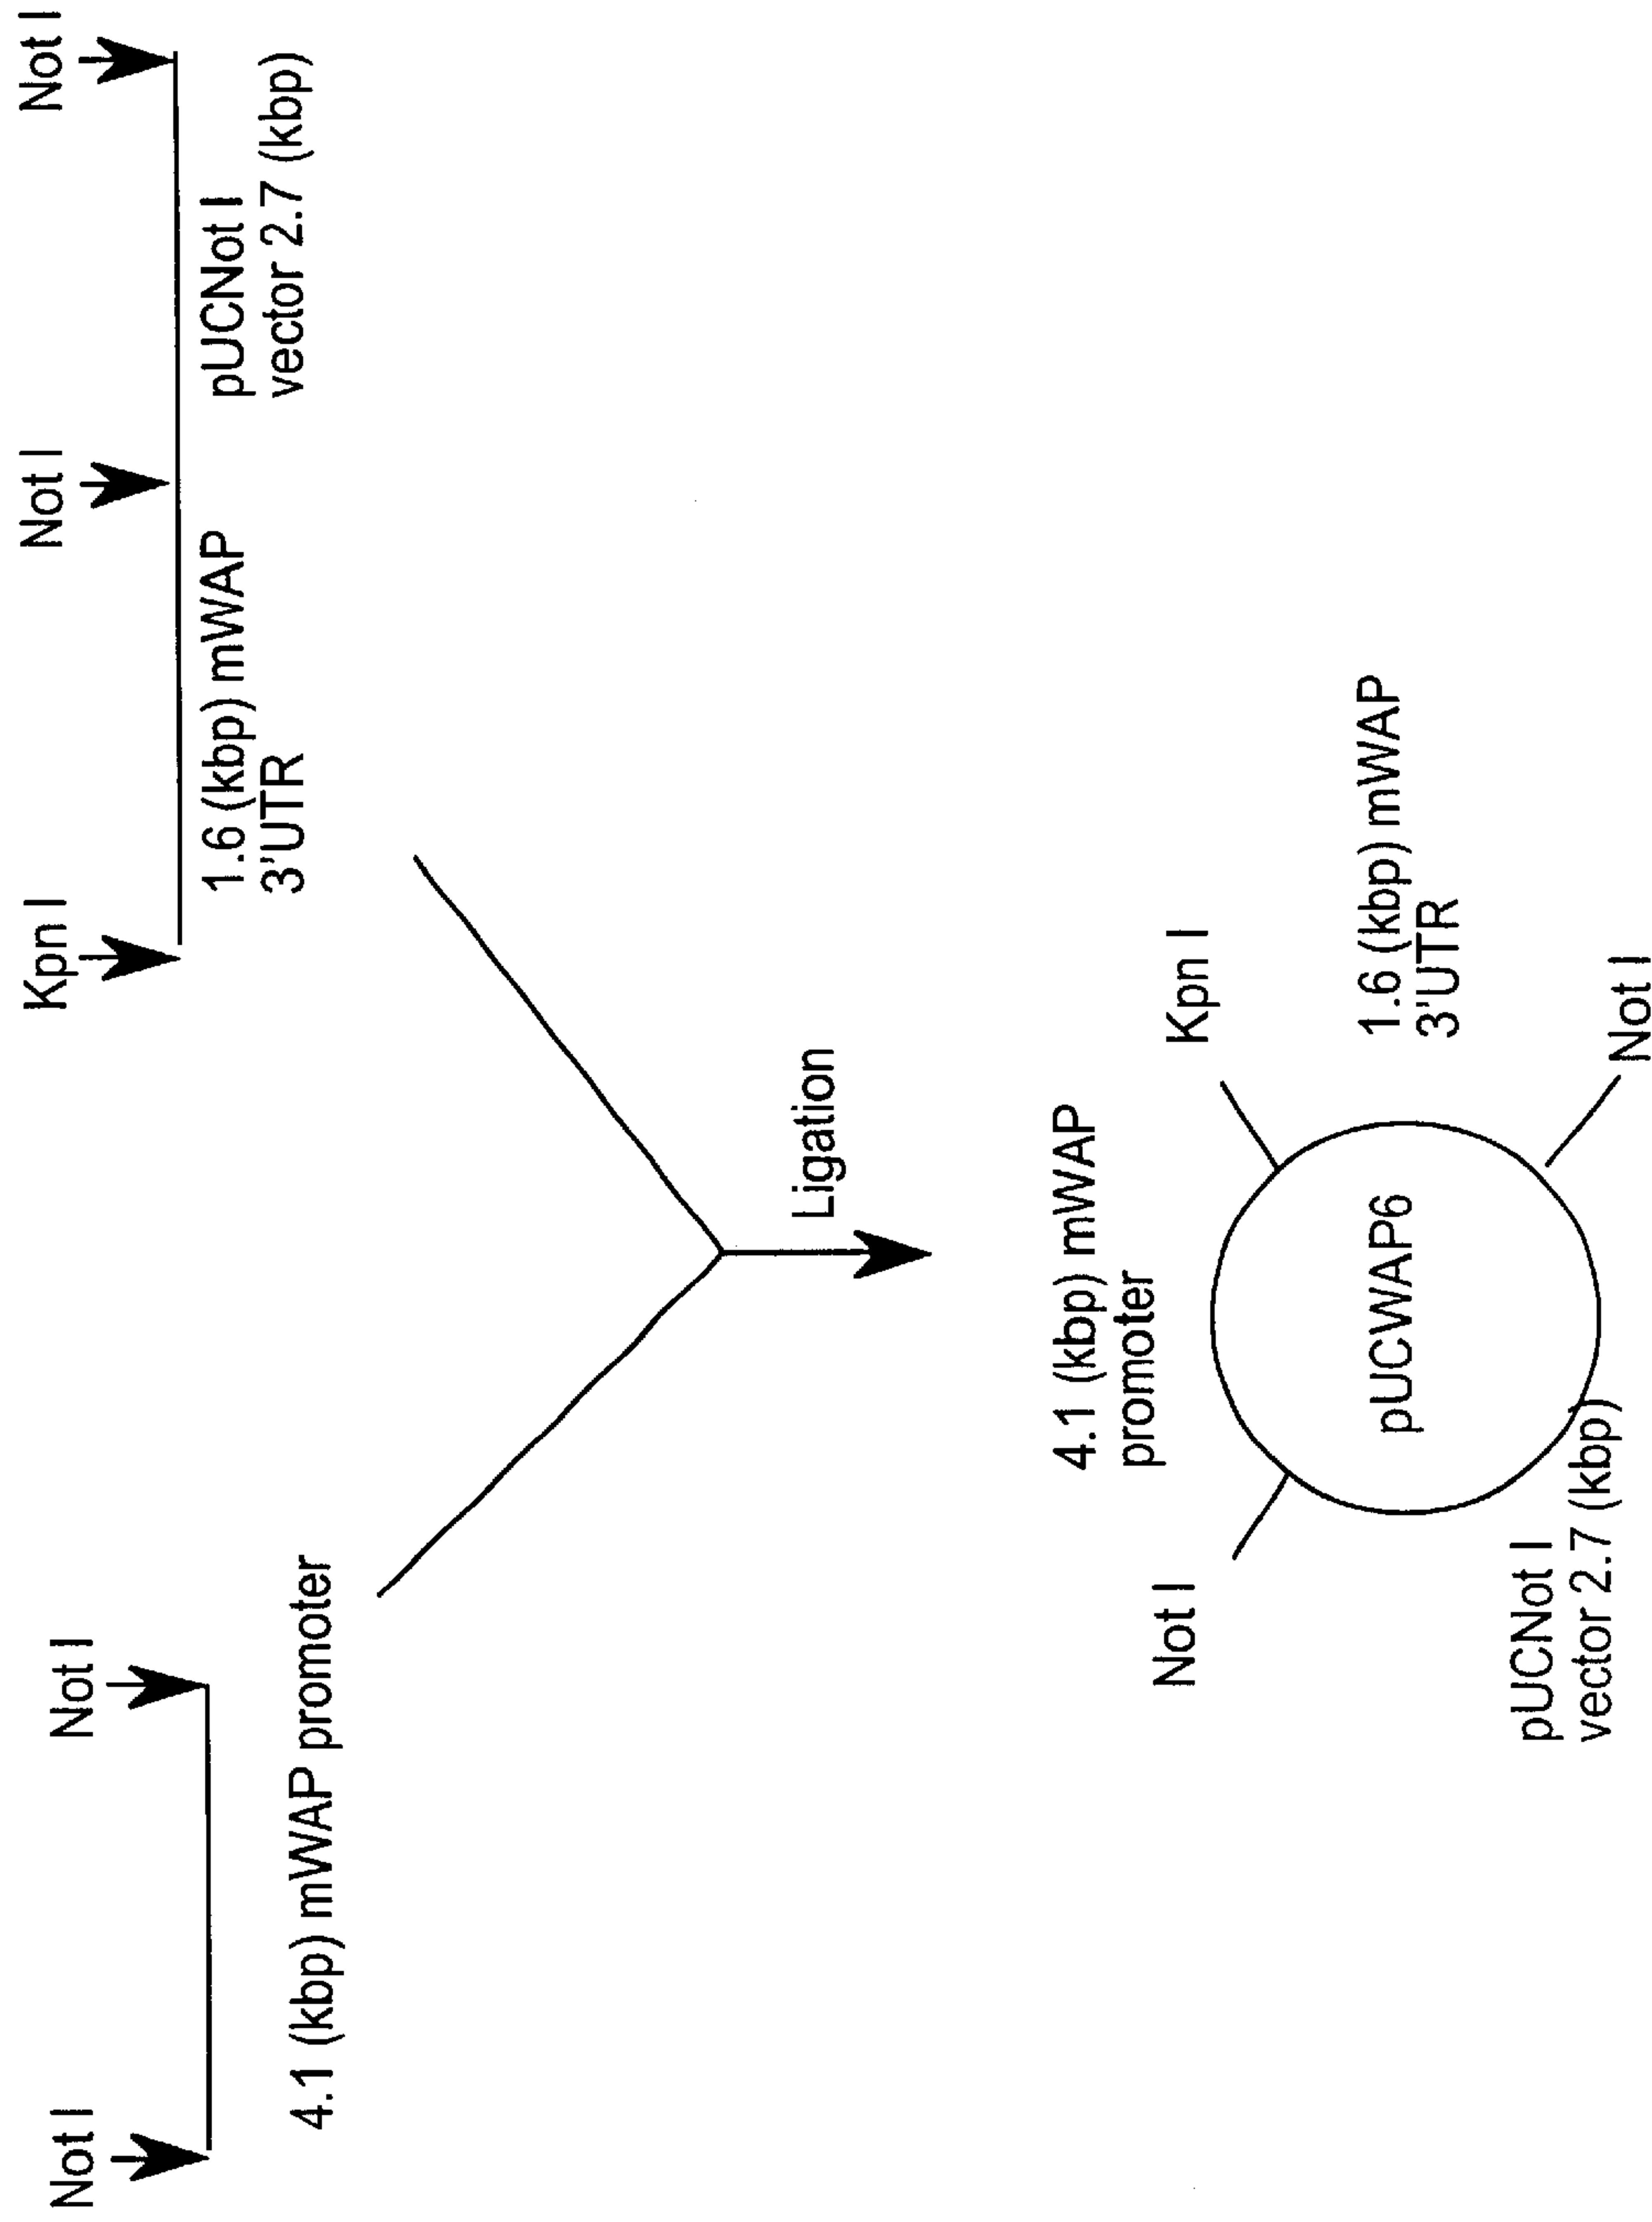 Not I
Not I
4.1 (kbp) mWAP promoter
Kpn I
Not I
Not I
1.6 (kbp) mWAP
3'UTR
pUCNot I
vector 2.7 (kbp)
Ligation
4.1 (kbp) mWAP
promoter
Not I
Kpn I
pUCWAP6
1.6 (kbp) mWAP
3'UTR
pUCNot I
vector 2.7 (kbp)
Not I